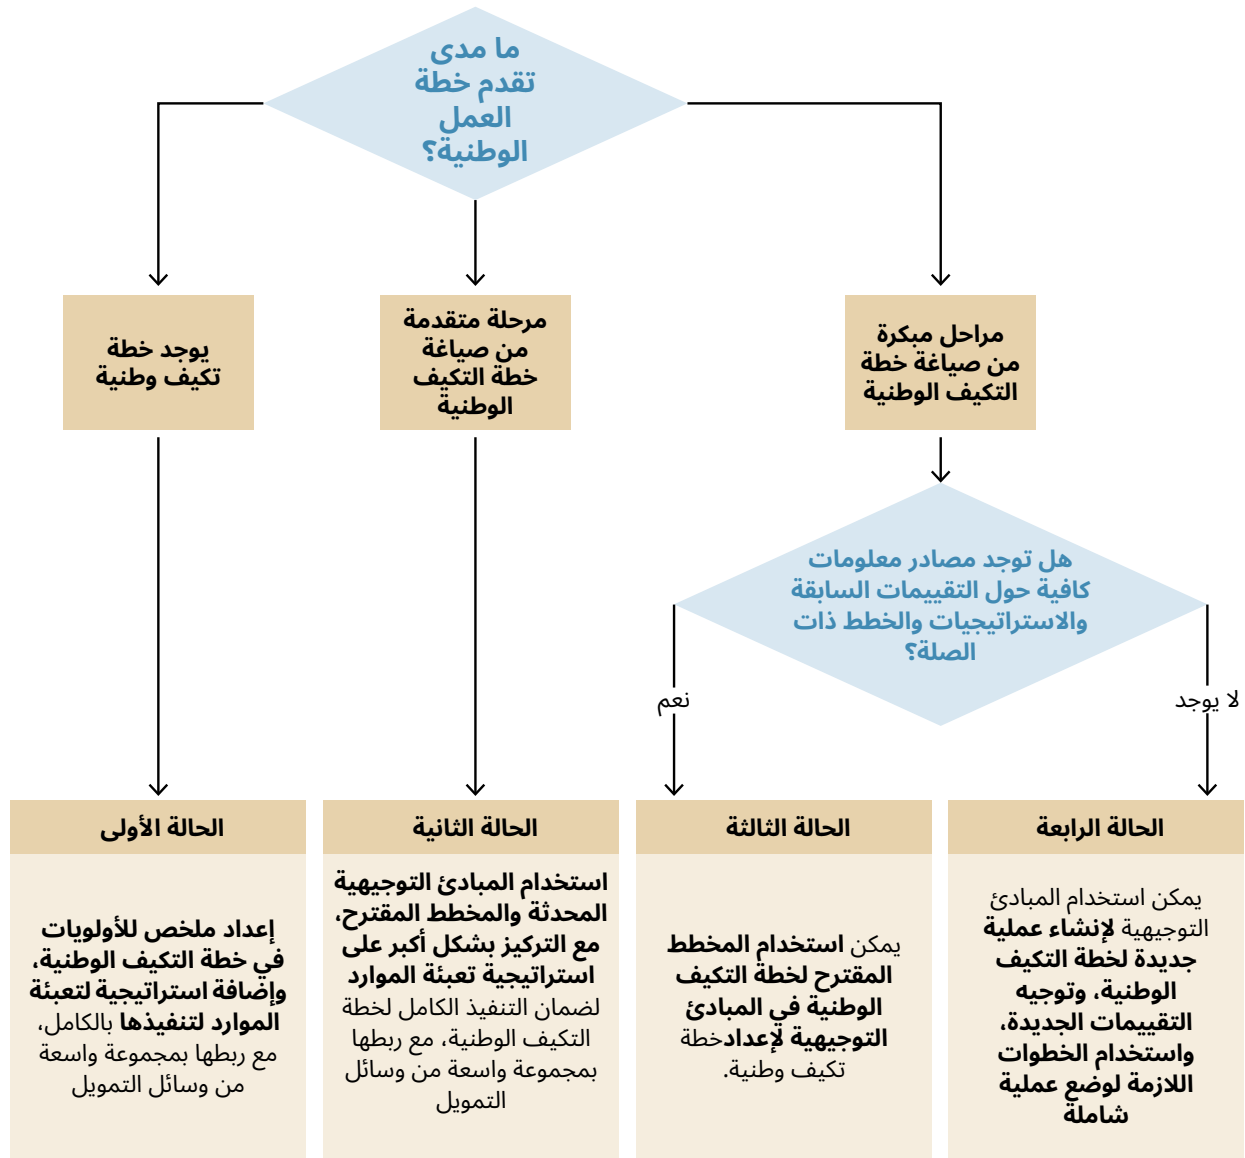 ما مدى
تقدم خطة
العمل
الوطنية؟
مراحل مبكرة
من صياغة خطة
التكيف الوطنية
مرحلة متقدمة
من صياغة
خطة التكيف
الوطنية
يوجد خطة
تكيف وطنية
هل توجد مصادر معلومات
كافية حول التقييمات السابقة
والاستراتيجيات والخطط ذات
الصلة؟
لا يوجد
نعم
الحالة الرابعة
يمكن استخدام المبادئ
التوجيهية لإنشاء عملية
جديدة لخطة التكيف
الوطنية، وتوجيه
التقييمات الجديدة،
واستخدام الخطوات
اللازمة لوضع عملية
شاملة
الحالة الثالثة
يمكن استخدام المخطط
المقترح لخطة التكيف
الوطنية في المبادئ
التوجيهية لإعداد خطة
تكيف وطنية.
الحالة الثانية
استخدام المبادئ التوجيهية
المحدثة والمخطط المقترح،
مع التركيز بشكل أكبر على
استراتيجية تعبئة الموارد
لضمان التنفيذ الكامل لخطة
التكيف الوطنية، مع ربطها
بمجموعة واسعة من وسائل
التمويل
الحالة الأولى
إعداد ملخص للأولويات
في خطة التكيف الوطنية،
وإضافة استراتيجية لتعبئة
الموارد لتنفيذها بالكامل،
مع ربطها بمجموعة واسعة
من وسائل التمويل